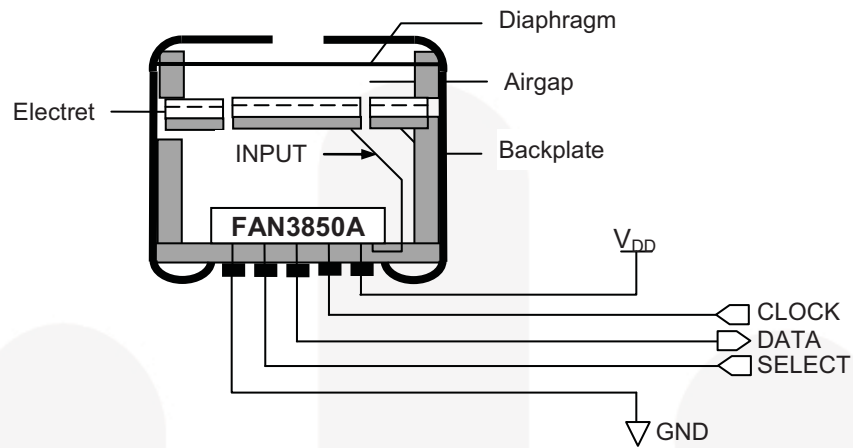 Diaphragm
Airgap
Electret
INPUT
Backplate
FAN3850A
VDD
CLOCK
DATA
SELECT
GND